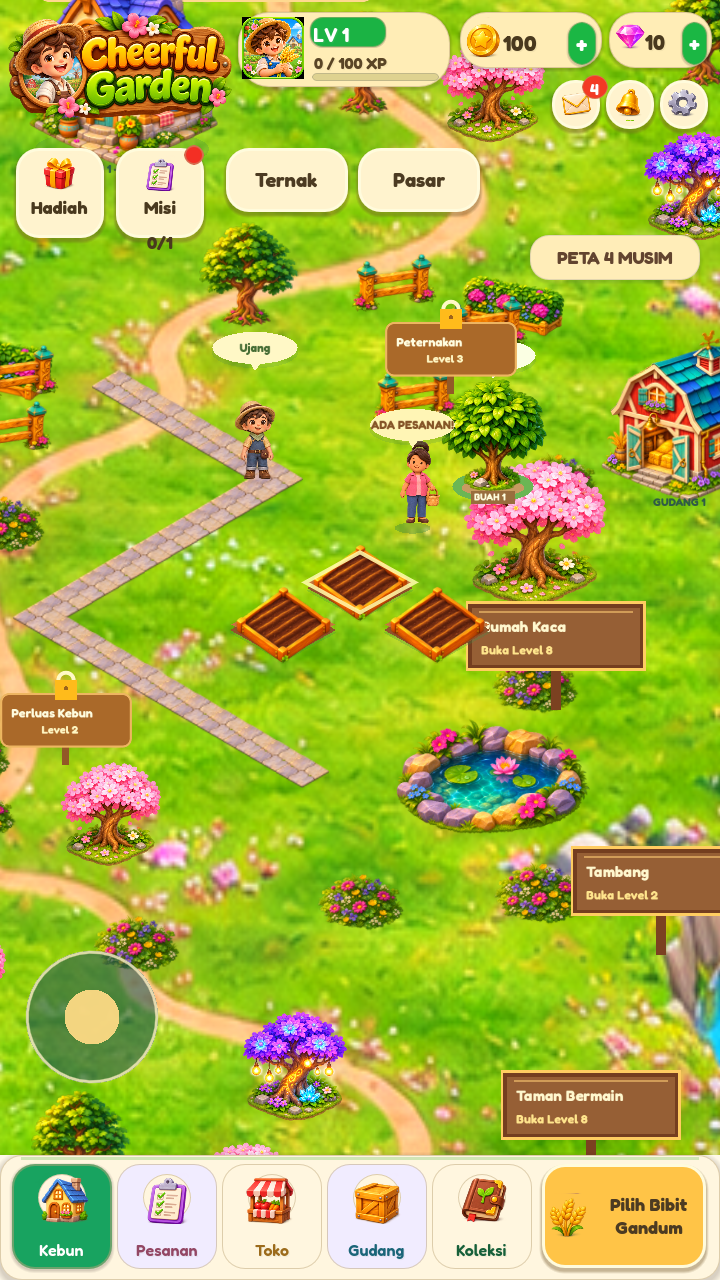 Cheerful
Garden
LV 1
0 / 100 XP
100
+
10
+
4
Hadiah
Misi
0/1
Ternak
Pasar
PETA 4 MUSIM
Ujang
Peternakan
Level 3
ADA PESANAN!
BUAH 1
GUDANG 1
Rumah Kaca
Buka Level 8
Perluas Kebun
Level 2
Tambang
Buka Level 2
Taman Bermain
Buka Level 8
Kebun
Pesanan
Toko
Gudang
Koleksi
Pilih Bibit
Gandum